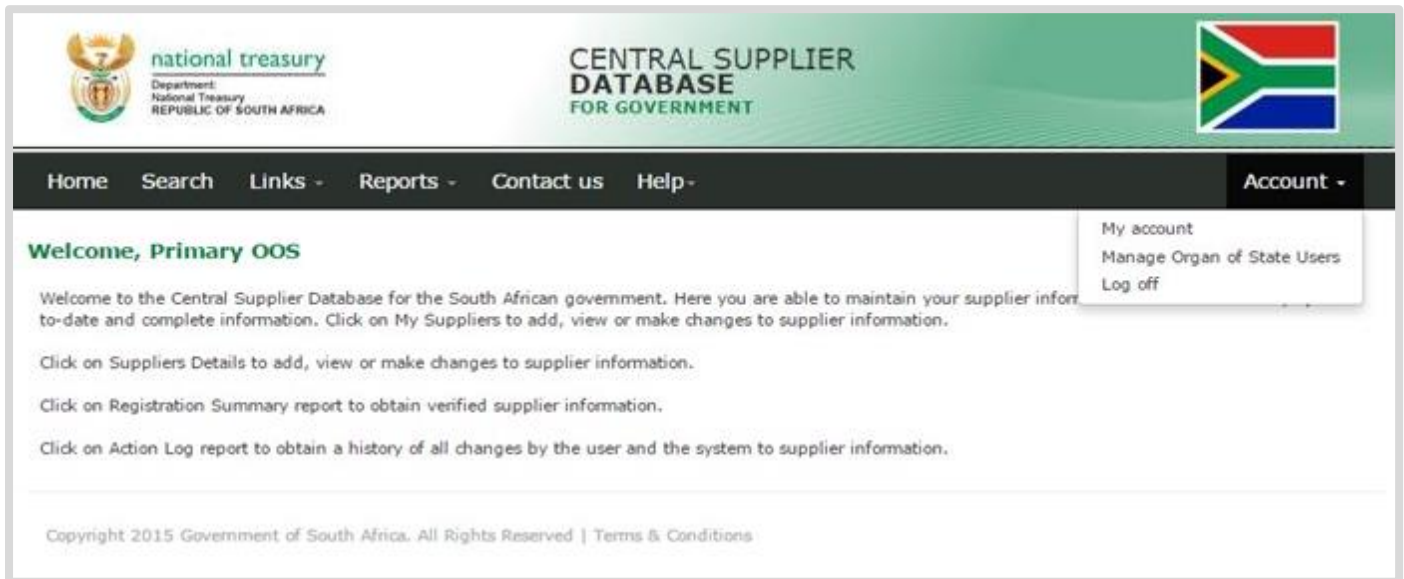 national treasury
Department:
National Treasury
REPUBLIC OF SOUTH AFRICA
CENTRAL SUPPLIER
DATABASE
FOR GOVERNMENT
Home Search Links Reports Contact us Help Account
My account
Manage Organ of State Users
Log off
Welcome, Primary OOS
Welcome to the Central Supplier Database for the South African government. Here you are able to maintain your supplier infor
to-date and complete information. Click on My Suppliers to add, view or make changes to supplier information.
Click on Suppliers Details to add, view or make changes to supplier information.
Click on Registration Summary report to obtain verified supplier information.
Click on Action Log report to obtain a history of all changes by the user and the system to supplier information.
Copyright 2015 Government of South Africa. All Rights Reserved | Terms & Conditions